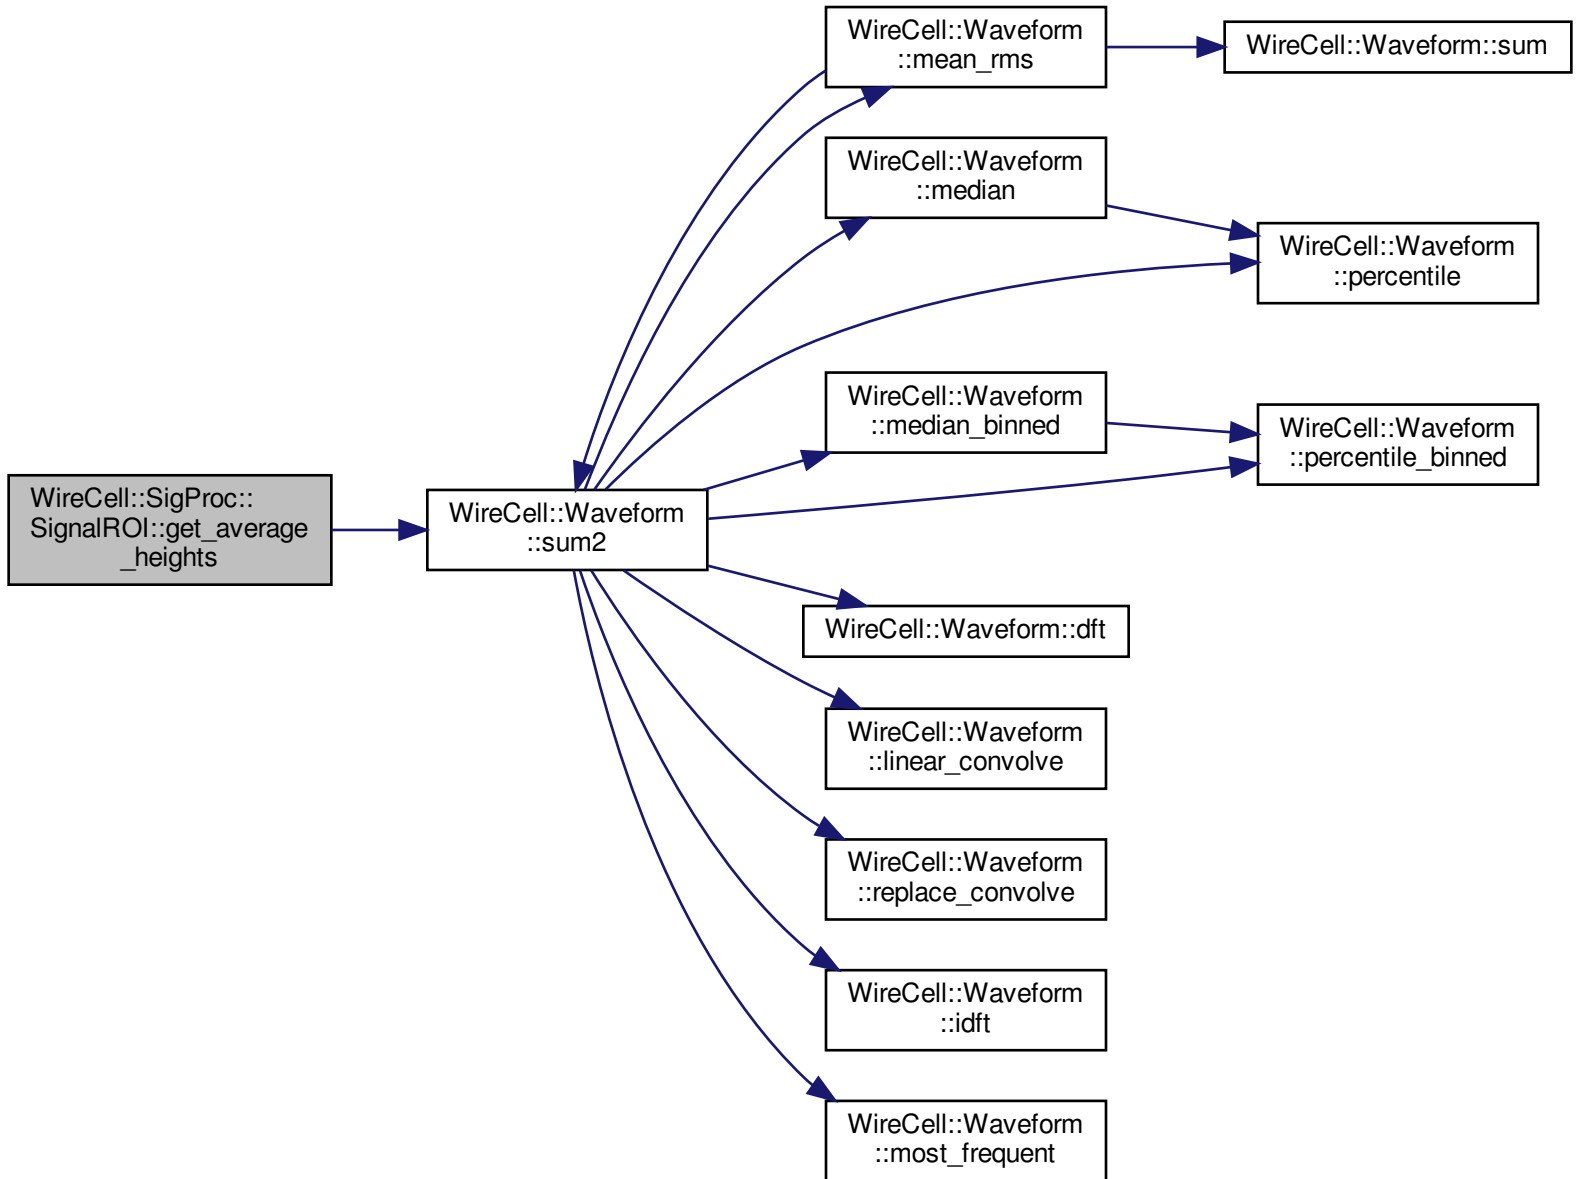 WireCell::Waveform
::mean_rms
WireCell::Waveform::sum
WireCell::Waveform
::median
WireCell::Waveform
::percentile
WireCell::Waveform
::median_binned
WireCell::Waveform
::percentile_binned
WireCell::SigProc::
SignalROI::get_average
_heights
WireCell::Waveform
::sum2
WireCell::Waveform::dft
WireCell::Waveform
::linear_convolve
WireCell::Waveform
::replace_convolve
WireCell::Waveform
::idft
WireCell::Waveform
::most_frequent